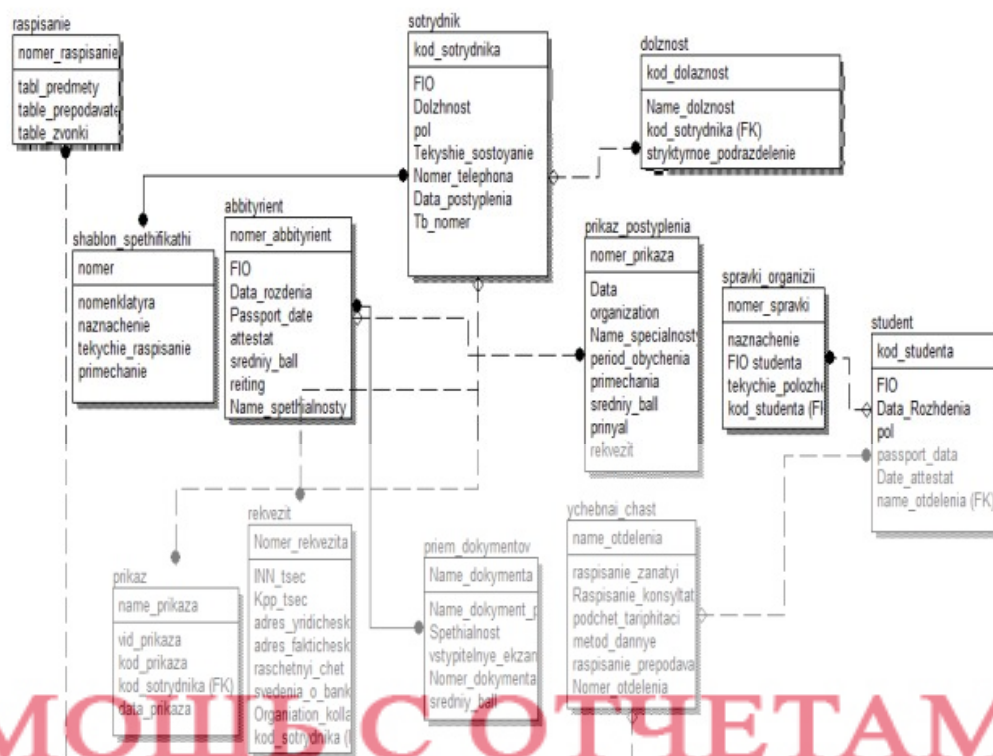 raspisanie
nomer_raspisanie
tabl_predmety
table_prepodavate
table_zvonki
sotrydnik
kod_sotrydnika
FIO
Dolzhnost
pol
Tekyshie_sostoyanie
Nomer_telephona
Data_postyplenia
Tb_nomer
dolznost
kod_dolaznost
Name_dolznost
kod_sotrydnika (FK)
stryktyrnoe_podrazdelenie
shablon_spethifikathi
nomer
nomenklatyra
naznachenie
tekychie_raspisanie
primechanie
abbityrient
nomer_abbityrient
FIO
Data_rozdenia
Passport_date
attestat
sredniy_ball
reiting
Name_spethialnosty
prikaz_postyplenia
nomer_prikaza
Data
organization
Name_specialnosty
period_obychenia
primechania
sredniy_ball
prinyal
rekvezit
spravki_organizii
nomer_spravki
naznachenie
FIO studenta
tekychie_polozhe
kod_studenta (F
student
kod_studenta
FIO
Data_Rozhdenia
pol
passport_data
Date_attestat
name_otdelenia (FK)
prikaz
name_prikaza
vid_prikaza
kod_prikaza
kod_sotrydnika (FK)
data_prikaza
rekvezit
Nomer_rekvezita
INN_tsec
Kpp_tsec
adres_yridichesk
adres_faktichesk
raschetnyi_chet
svedenia_o_bank
Organiation_kolla
kod_sotrydnika (
priem_dokymentov
Name_dokymenta
Name_dokyment_p
Spethialnost
vstypitelnye_ekzan
Nomer_dokymenta
sredniy_ball
ychebnai_chast
name_otdelenia
raspisanie_zanatyi
Raspisanie_konsyltat
podchet_tariphitaci
metod_dannye
raspisanie_prepodava
Nomer_otdelenia
МОЩЬ С ОТЧЕТАМ